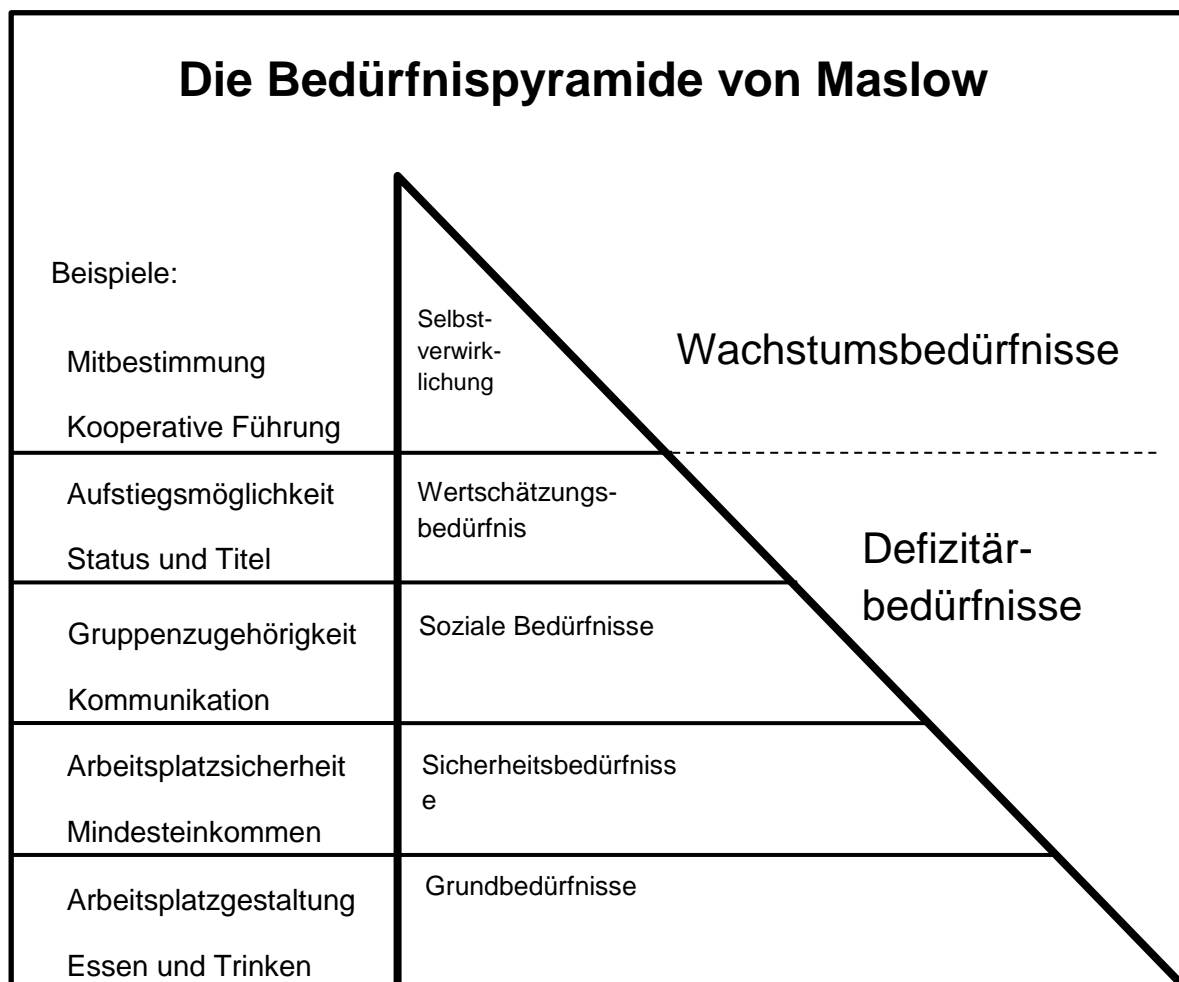 Die Bedürfnispyramide von Maslow
Beispiele:
Mitbestimmung
Kooperative Führung
Selbst-
verwirk-
lichung
Wachstumsbedürfnisse
Aufstiegsmöglichkeit
Status und Titel
Wertschätzungs-
bedürfnis
Defizitär-
bedürfnisse
Gruppenzugehörigkeit
Kommunikation
Soziale Bedürfnisse
Arbeitsplatzsicherheit
Mindesteinkommen
Sicherheitsbedürfniss
e
Arbeitsplatzgestaltung
Essen und Trinken
Grundbedürfnisse